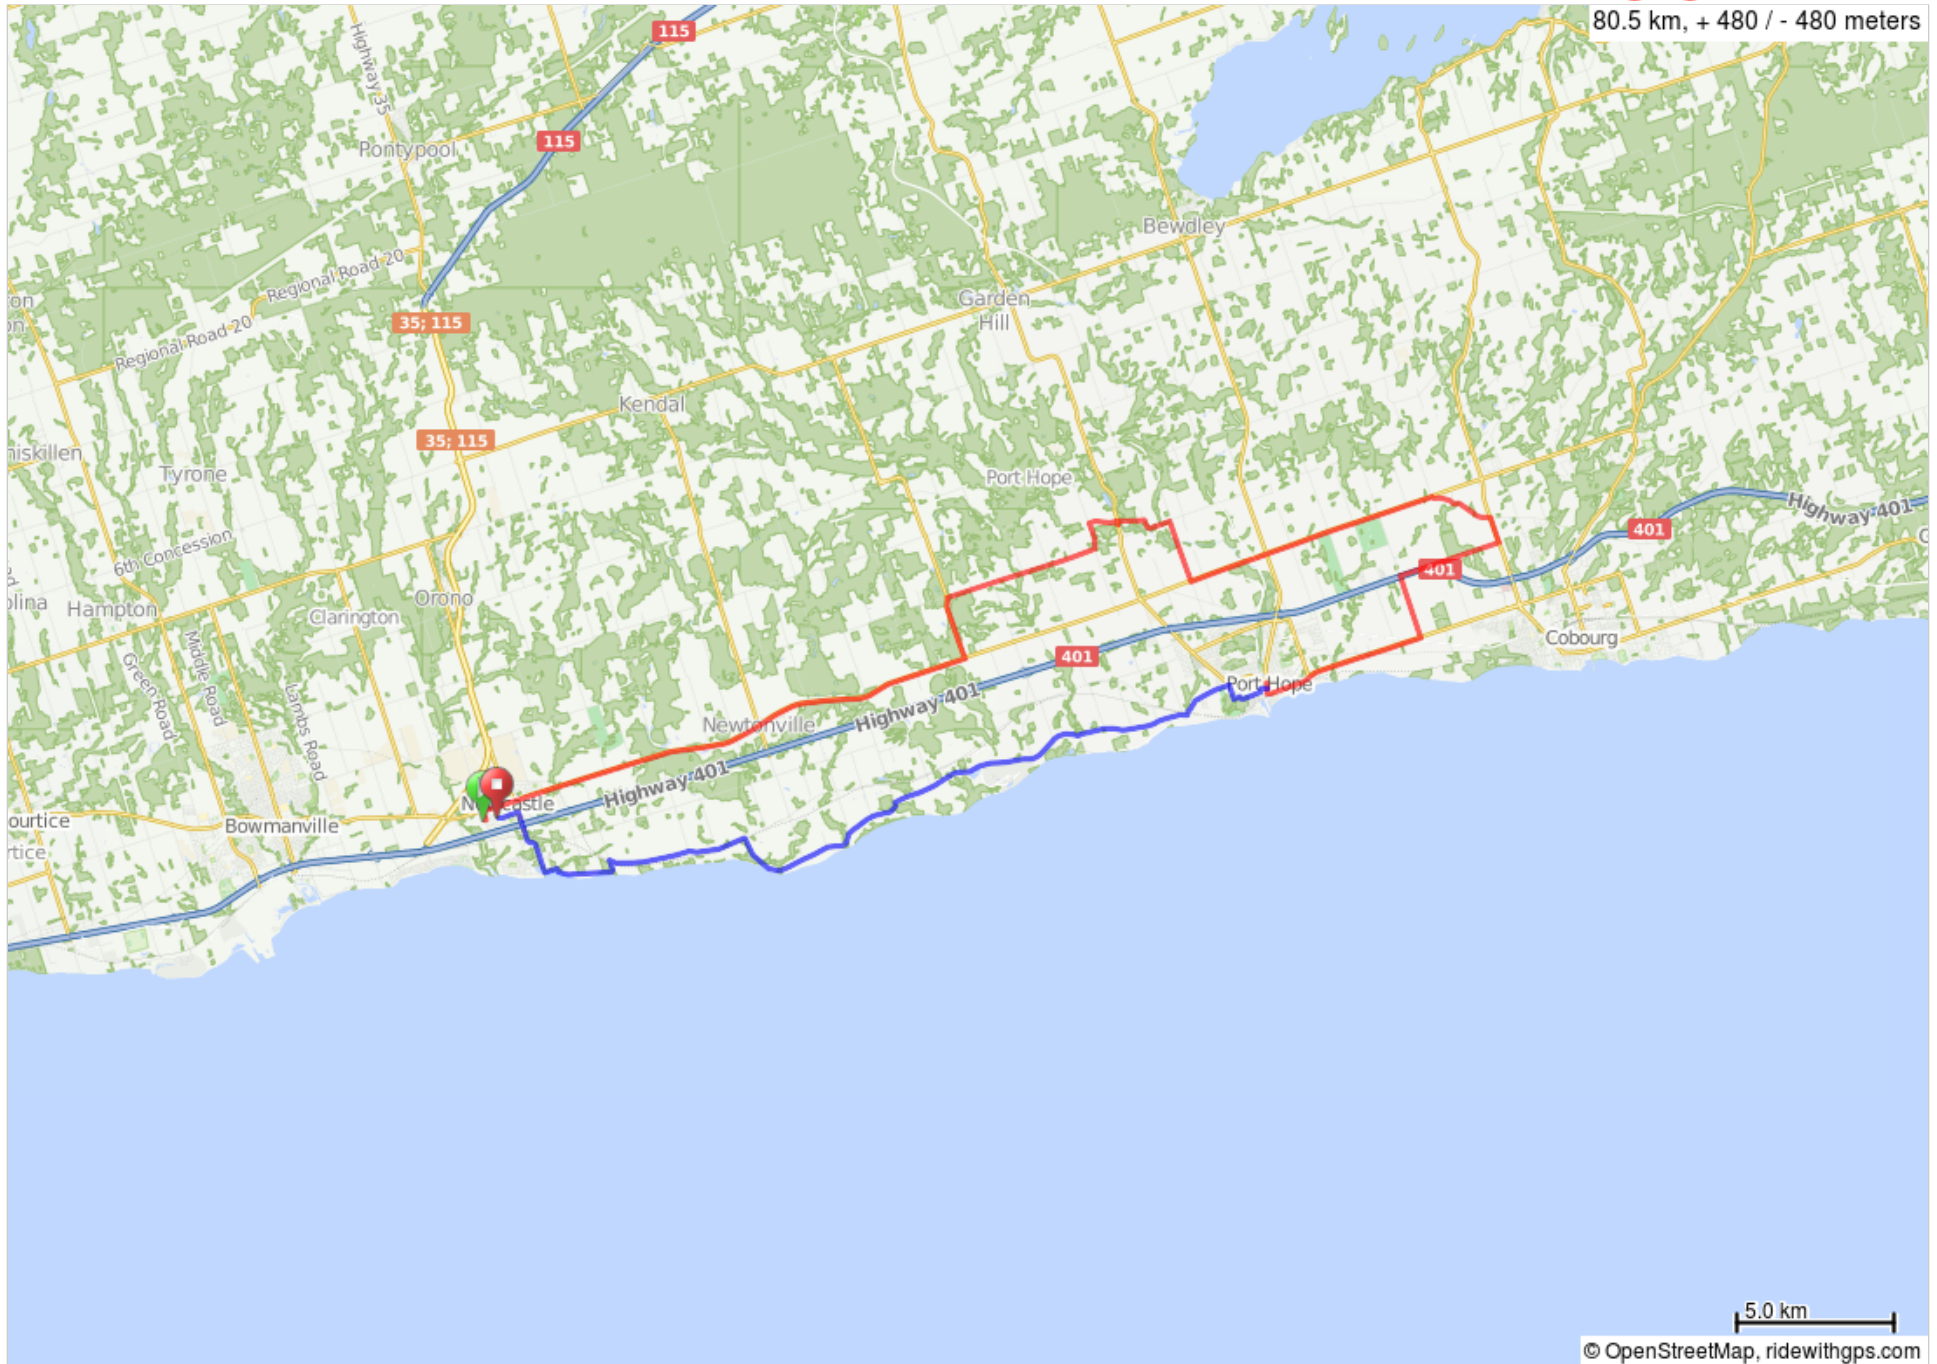 115
80.5 km, + 480 / - 480 meters
Highway 35
115
Pontypool
Bewdley
Regional Road 20
Garden
Hill
35; 115
Regional Road 20
Kendal
35; 115
Tyrone
Port Hope
Highway 401
401
6th Concession
401
Orono
Hampton
Clarington
Cobourg
Middle Road
401
Green Road
Port Hope
Lambs Road
Highway 401
Newtonville
Highway 401
Bowmanville
5.0 km
© OpenStreetMap, ridewithgps.com